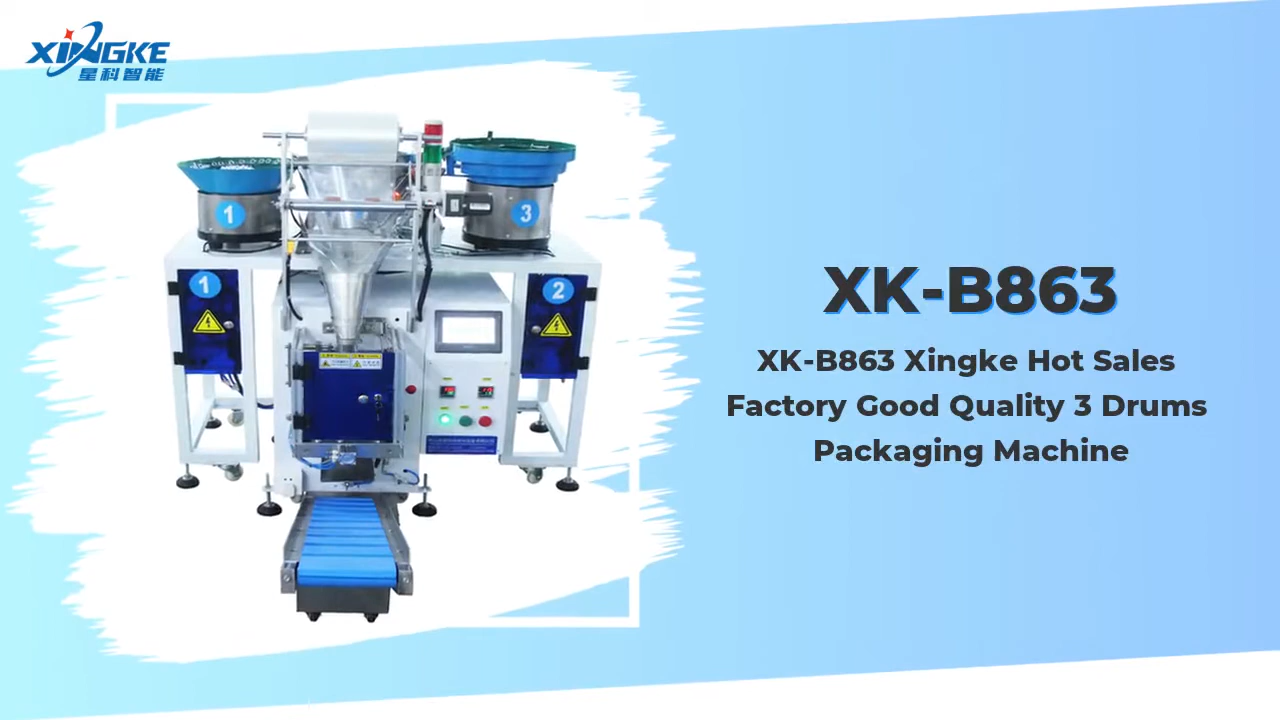 XINGKE
星科智能
1
3
1
2
XK-B863
XK-B863 Xingke Hot Sales
Factory Good Quality 3 Drums
Packaging Machine